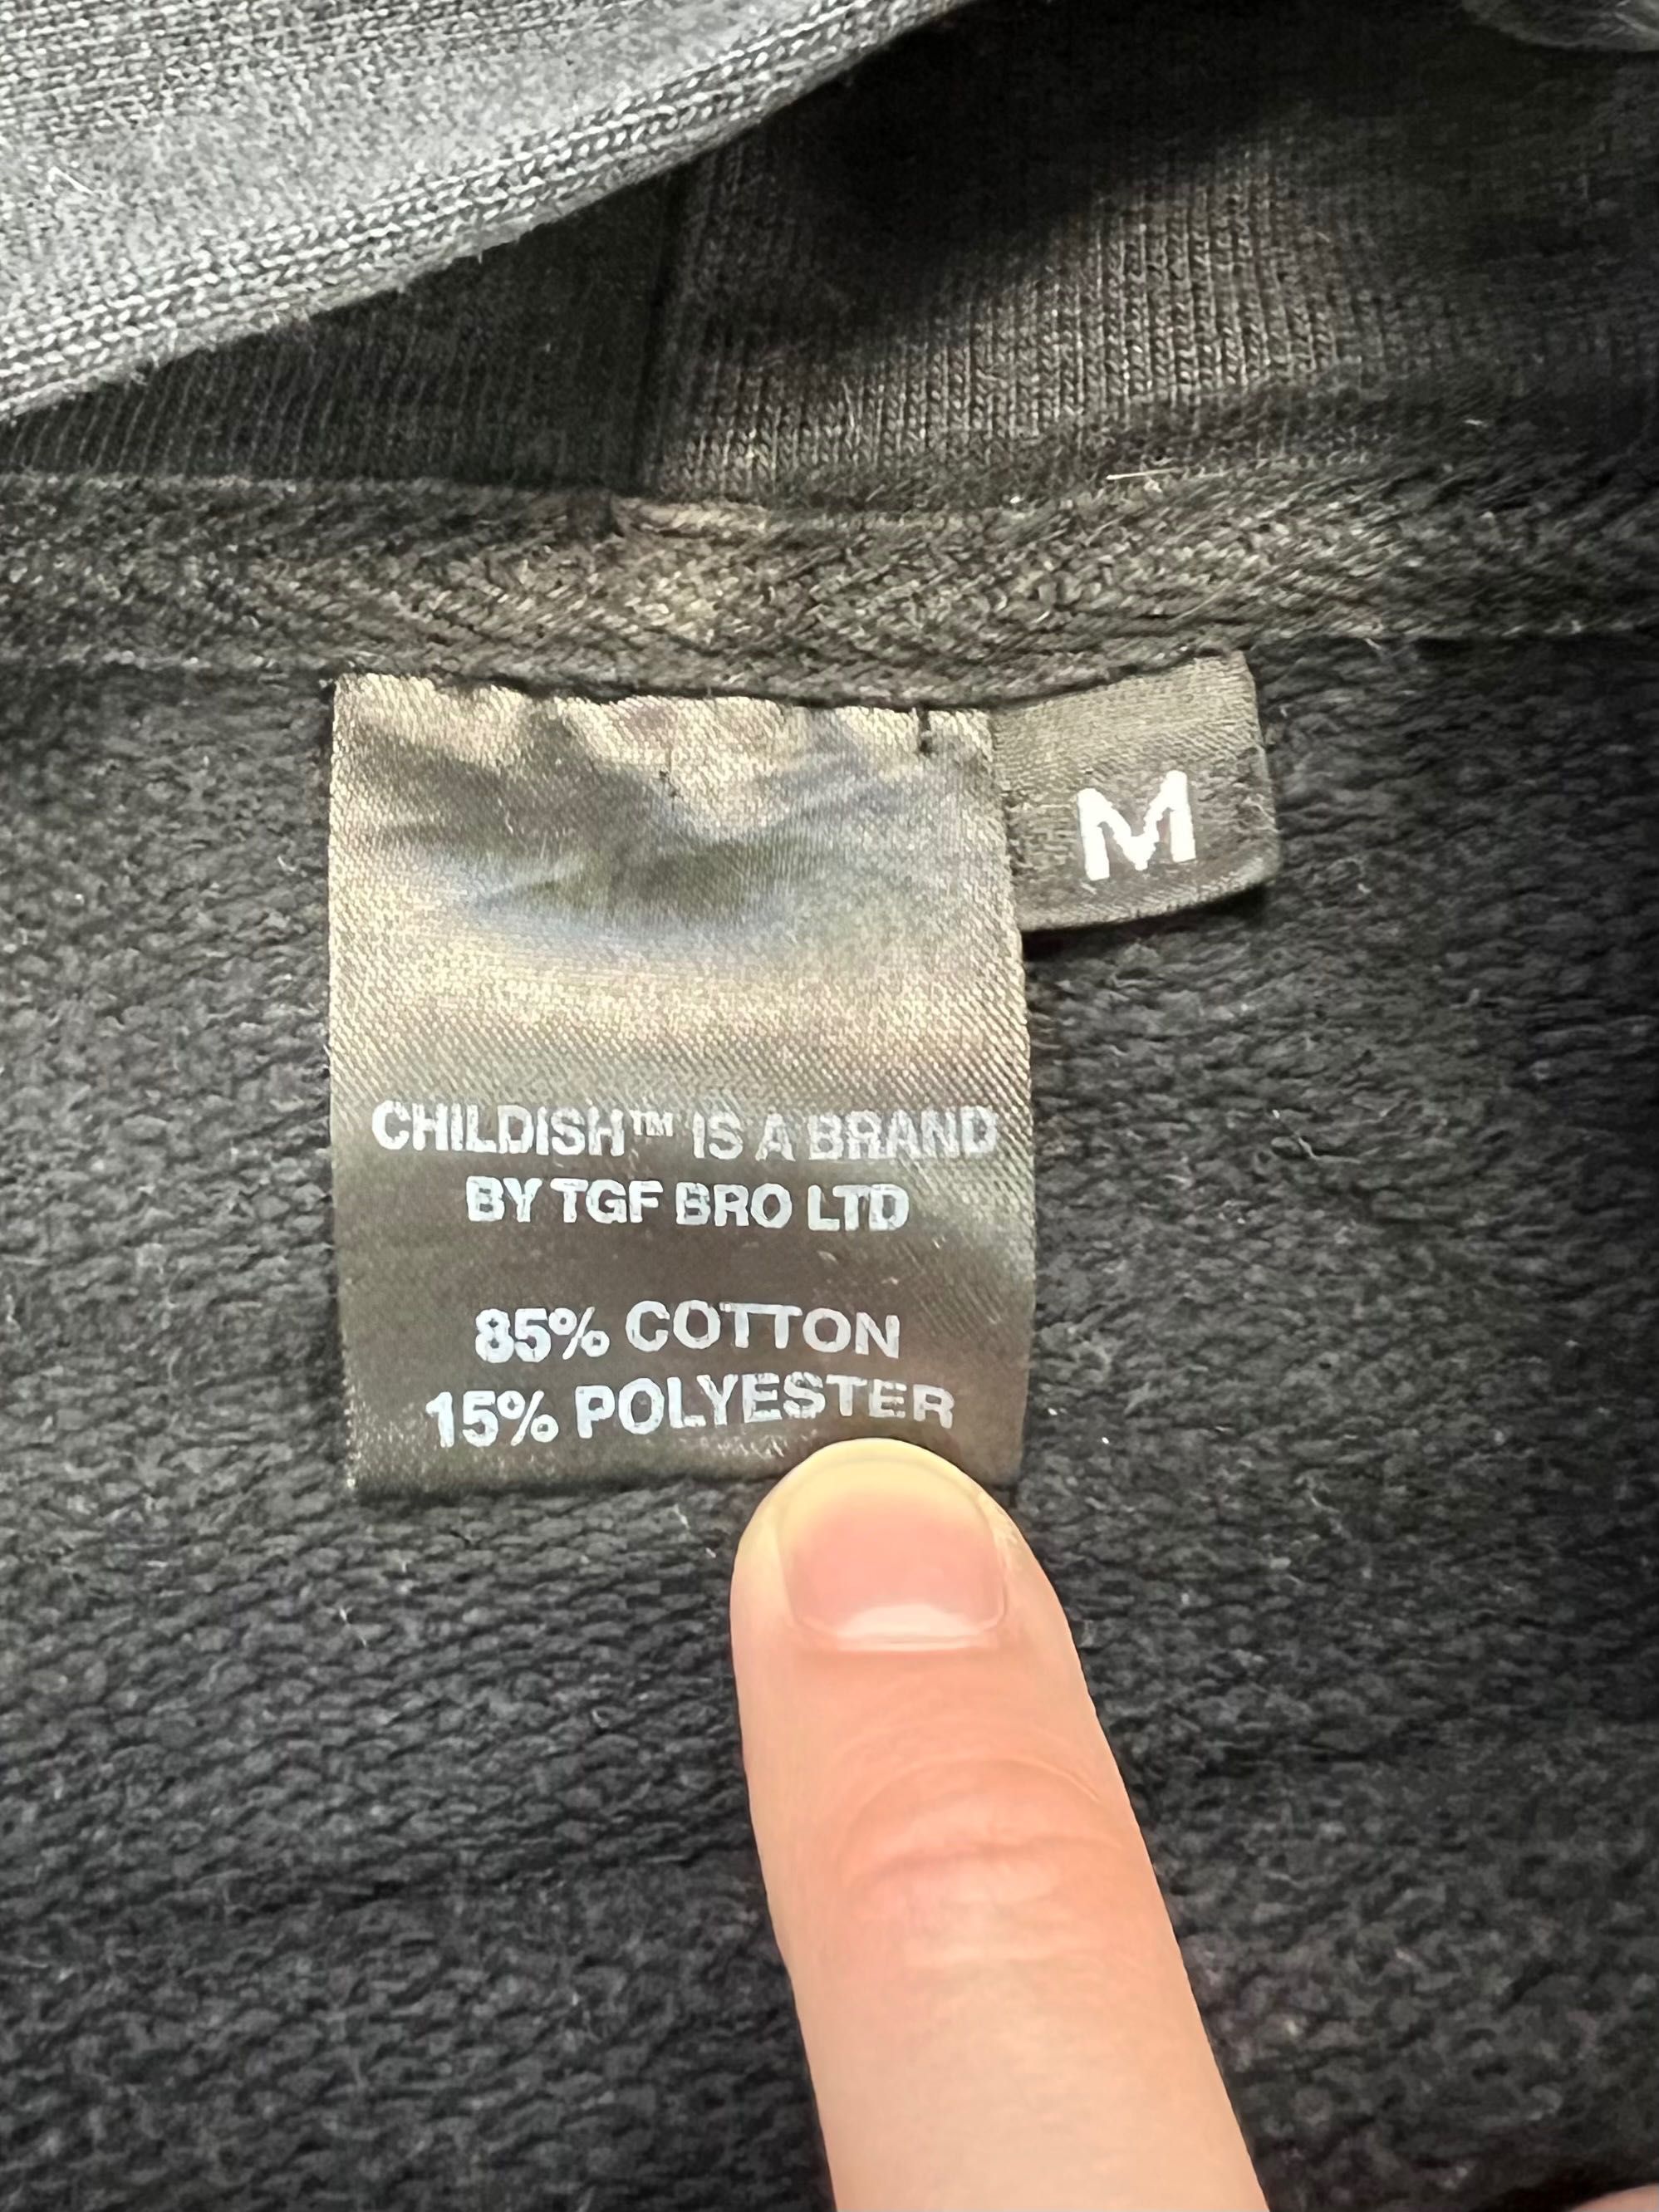 M
CHILDISH™ IS A BRAND
BY TGF BRO LTD
85% COTTON
15% POLYESTER